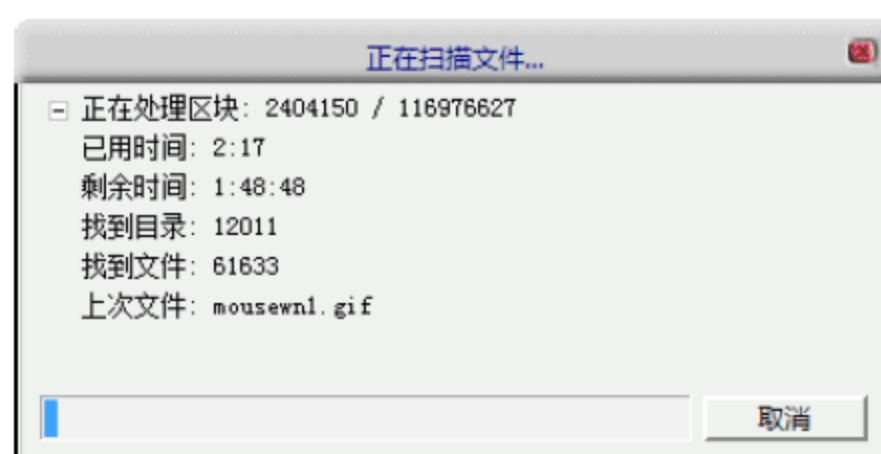 正在扫描文件...
正在处理区块: 2404150 / 116976627
已用时间: 2:17
剩余时间: 1:48:48
找到目录: 12011
找到文件: 61633
上次文件: mousewn1.gif
取消